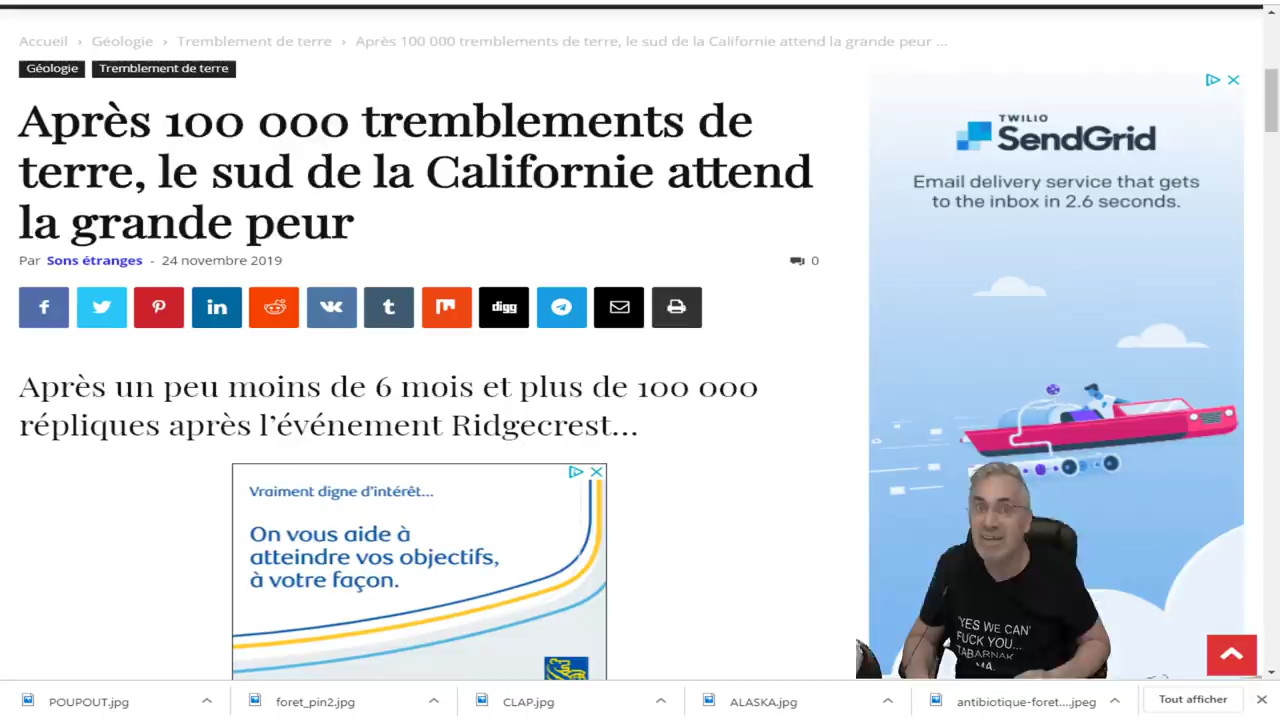 Accueil › Géologie › Tremblement de terre › Après 100 000 tremblements de terre, le sud de la Californie attend la grande peur ...
Géologie Tremblement de terre
Après 100 000 tremblements de
terre, le sud de la Californie attend
la grande peur
Par Sons étranges - 24 novembre 2019 0
digg
Après un peu moins de 6 mois et plus de 100 000
répliques après l'événement Ridgecrest...
Vraiment digne d'intérêt...
On vous aide à
atteindre vos objectifs,
à votre façon.
TWILIO
SendGrid
Email delivery service that gets
to the inbox in 2.6 seconds.
'YES WE CAN'
FUCK YOU...
TABARNAK
MA.
POUPOUT.jpg foret_pin2.jpg CLAP.jpg ALASKA.jpg antibiotique-foret....jpeg Tout afficher